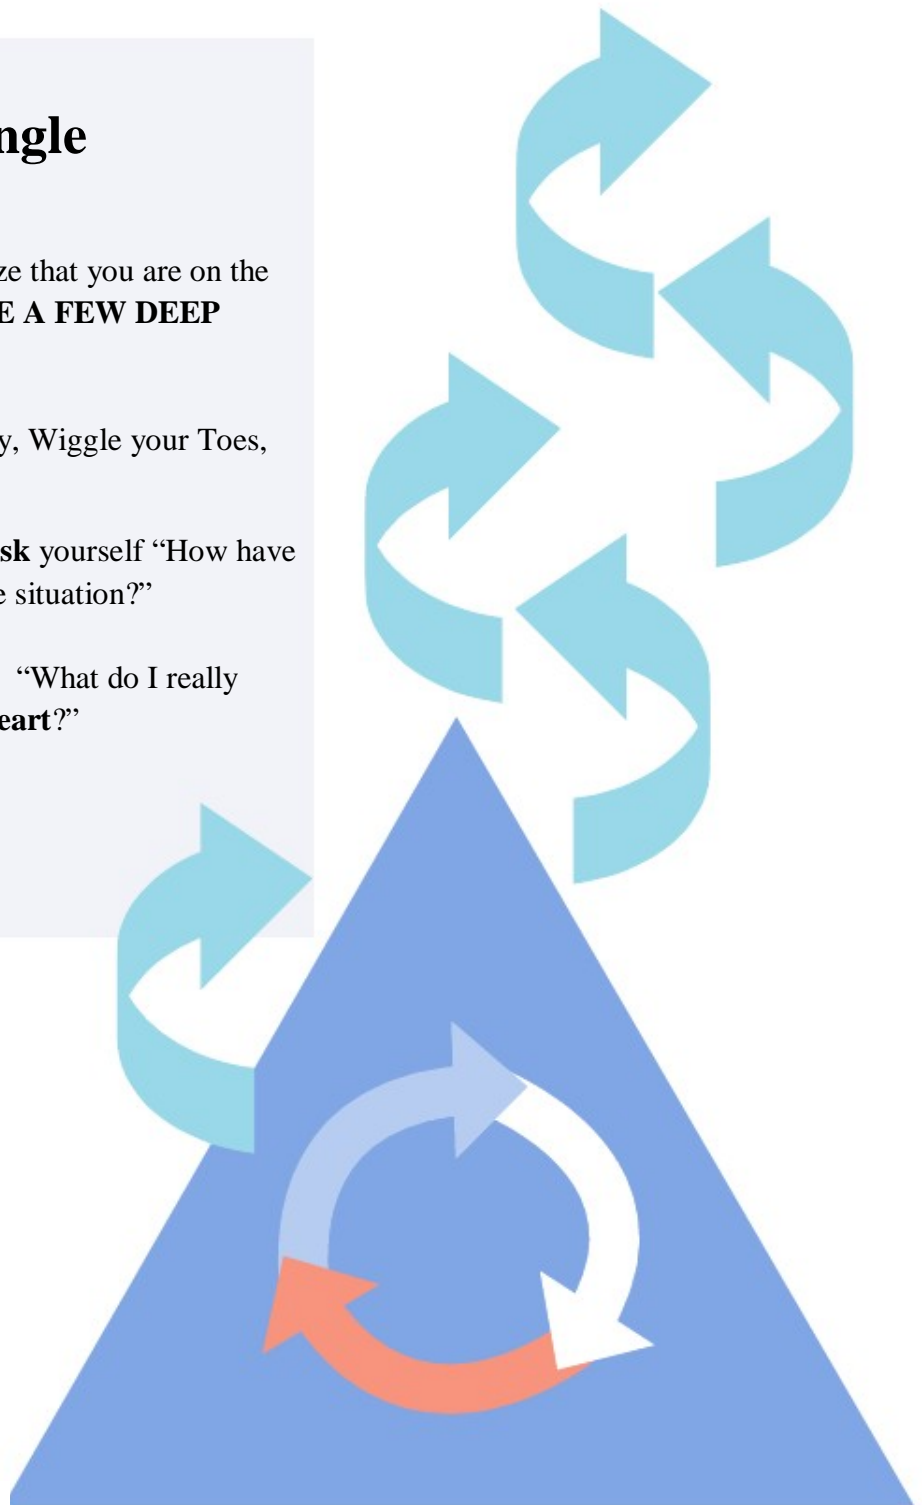 ngle
ze that you are on the
E A FEW DEEP
y, Wiggle your Toes,
sk yourself “How have
e situation?”
“What do I really
eart?”